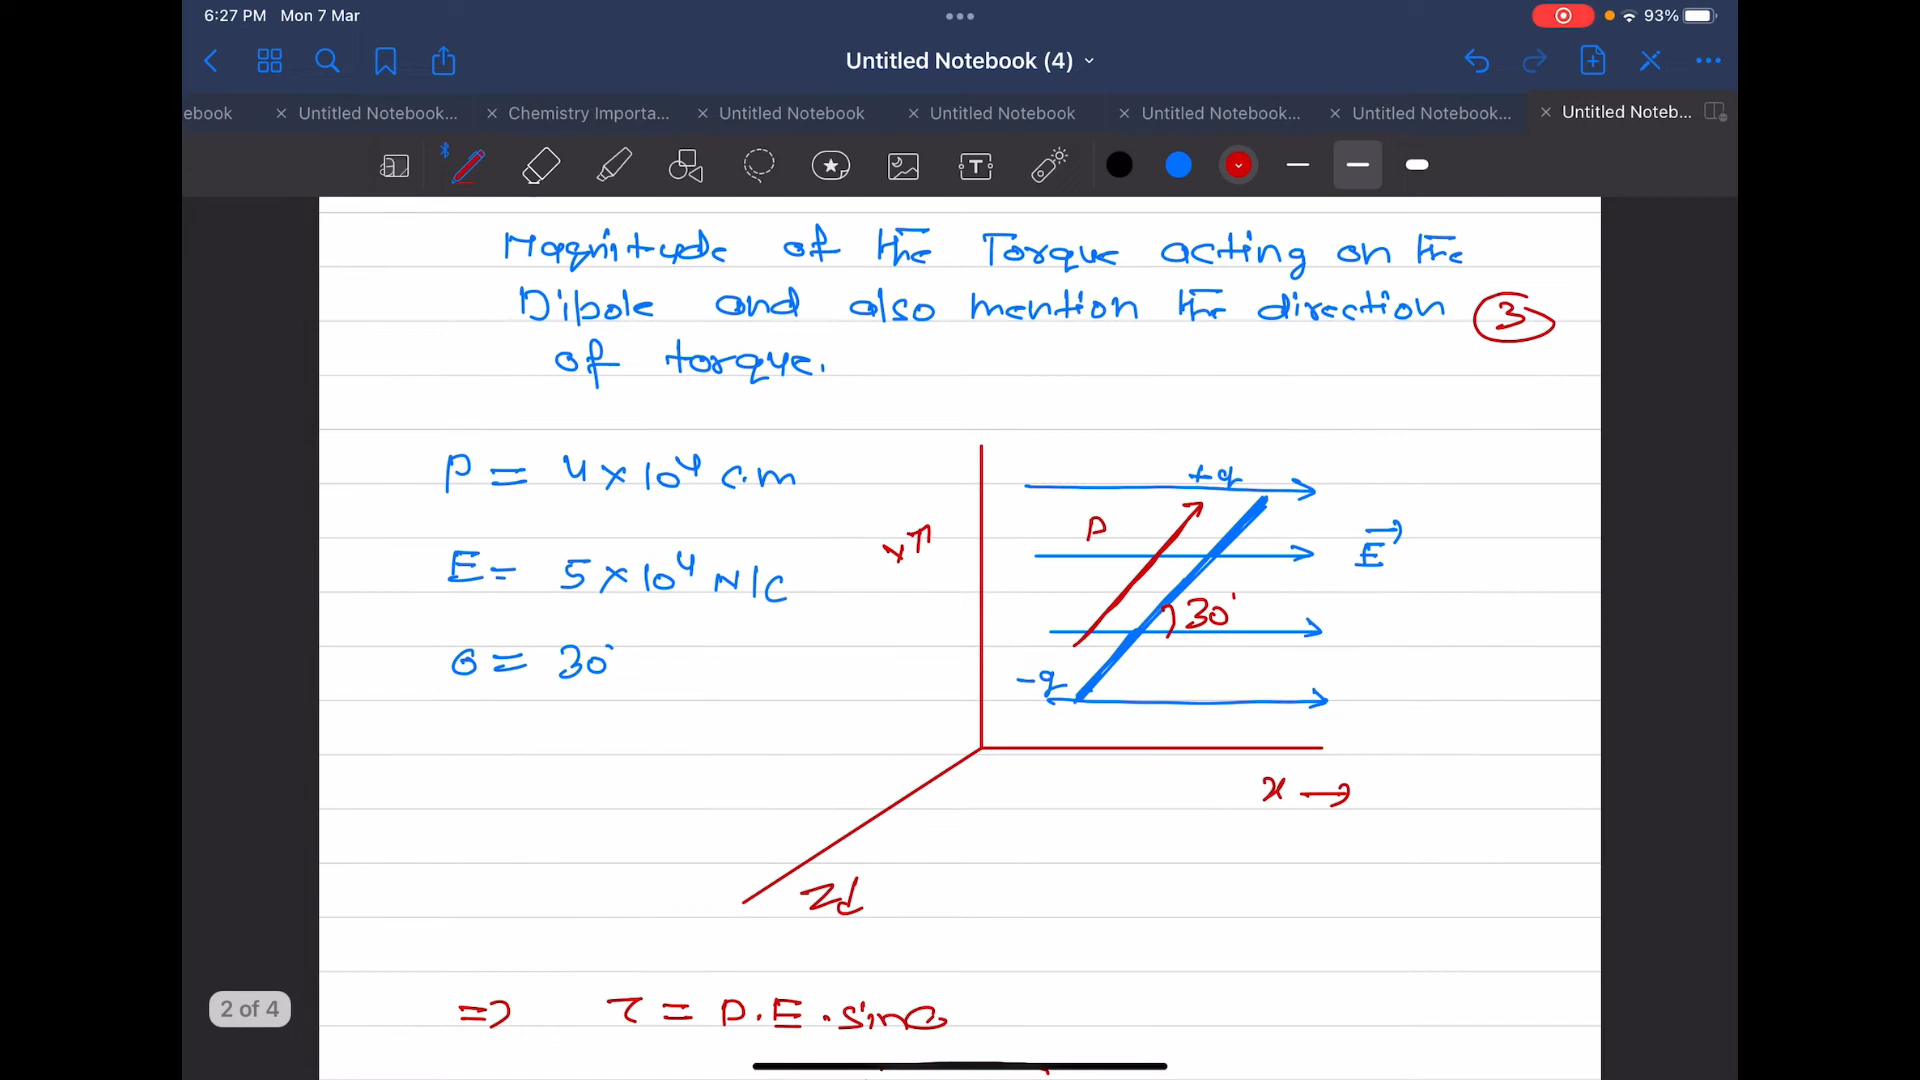 6:27 PM Mon 7 Mar
93%
Untitled Notebook (4)
ebook
Untitled Notebook...
Chemistry Importa...
Untitled Notebook
Untitled Notebook
Untitled Notebook...
Untitled Notebook...
Untitled Noteb...
Magnitude of the Torque acting on the
Dipole and also mention the direction 3
of torque.
P = 4×10⁴ C.m
E = 5×10⁴ N/C
θ = 30°
Y↑
P
+q
E→
30°
-q
x →
Z
2 of 4
=> τ = P.E.sinθ